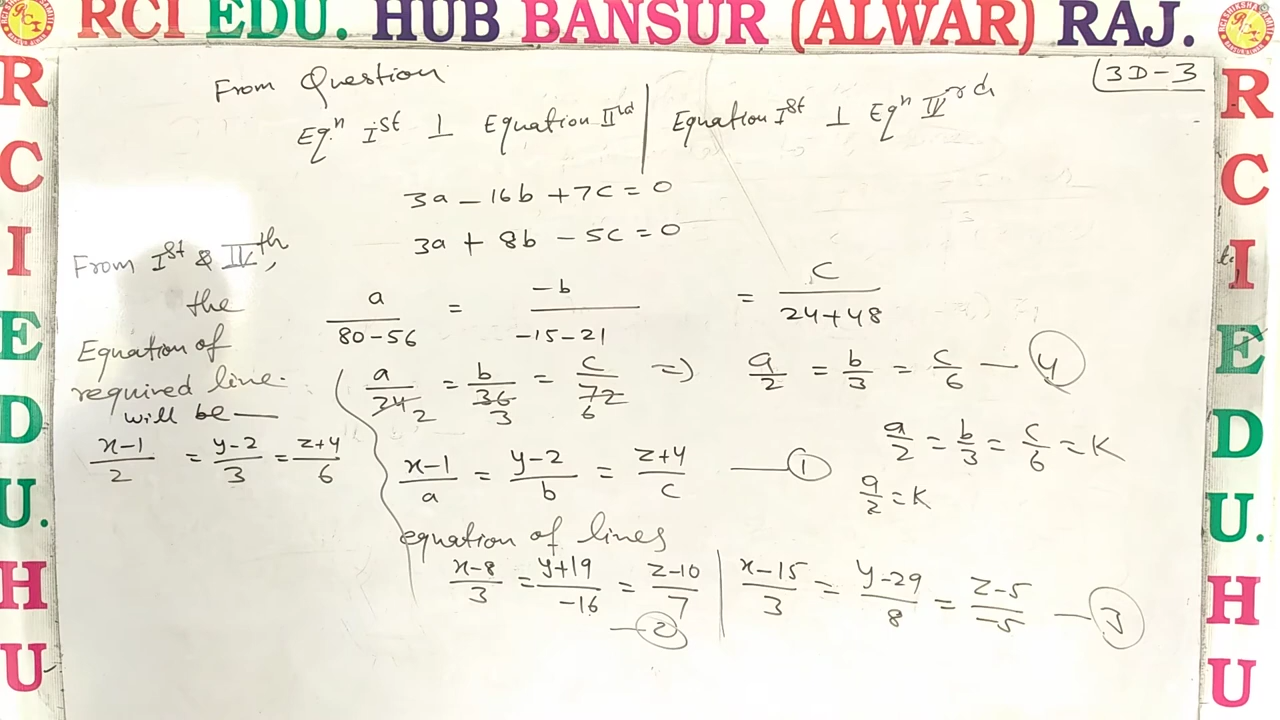 RCI EDU. HUB BANSUR (ALWAR) RAJ.
R
C
I
E
D
U.
H
U
3D-3
From Question
Eqⁿ Iˢᵗ ⊥ Equation IIⁿᵈ | Equation Iˢᵗ ⊥ Eqⁿ IVʳᵈ
3a - 16b + 7c = 0
3a + 8b - 5c = 0
From Iˢᵗ & IVᵗʰ,
the
Equation of
required line.
will be —
(x-1)/2 = (y-2)/3 = (z+4)/6
a/(80-56) = -b/(-15-21) = c/(24+48)
a/24 2 = b/36 3 = c/72 6 => a/2 = b/3 = c/6 — 4
a/2 = b/3 = c/6 = K
a/2 = K
(x-1)/a = (y-2)/b = (z+4)/c — 1
equation of lines
(x-8)/3 = (y+19)/-16 = (z-10)/7 — 2 | (x-15)/3 = (y-29)/8 = (z-5)/-5 — 3
R
C
I
E
D
U.
H
U